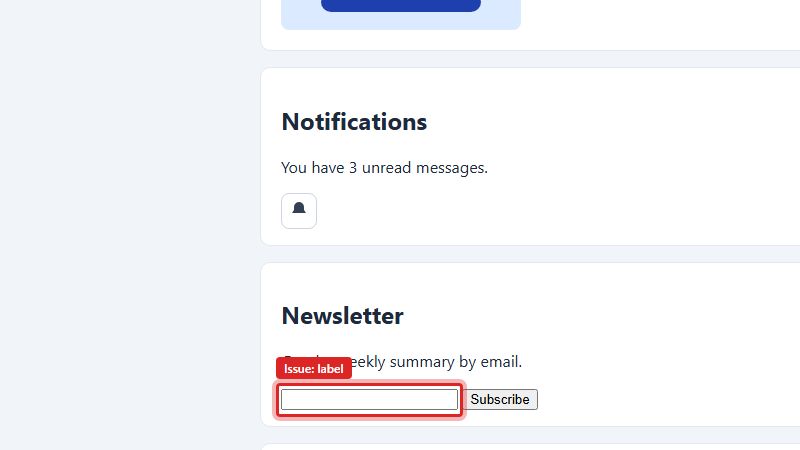 Notifications
You have 3 unread messages.
Newsletter
weekly summary by email.
Issue: label
Subscribe